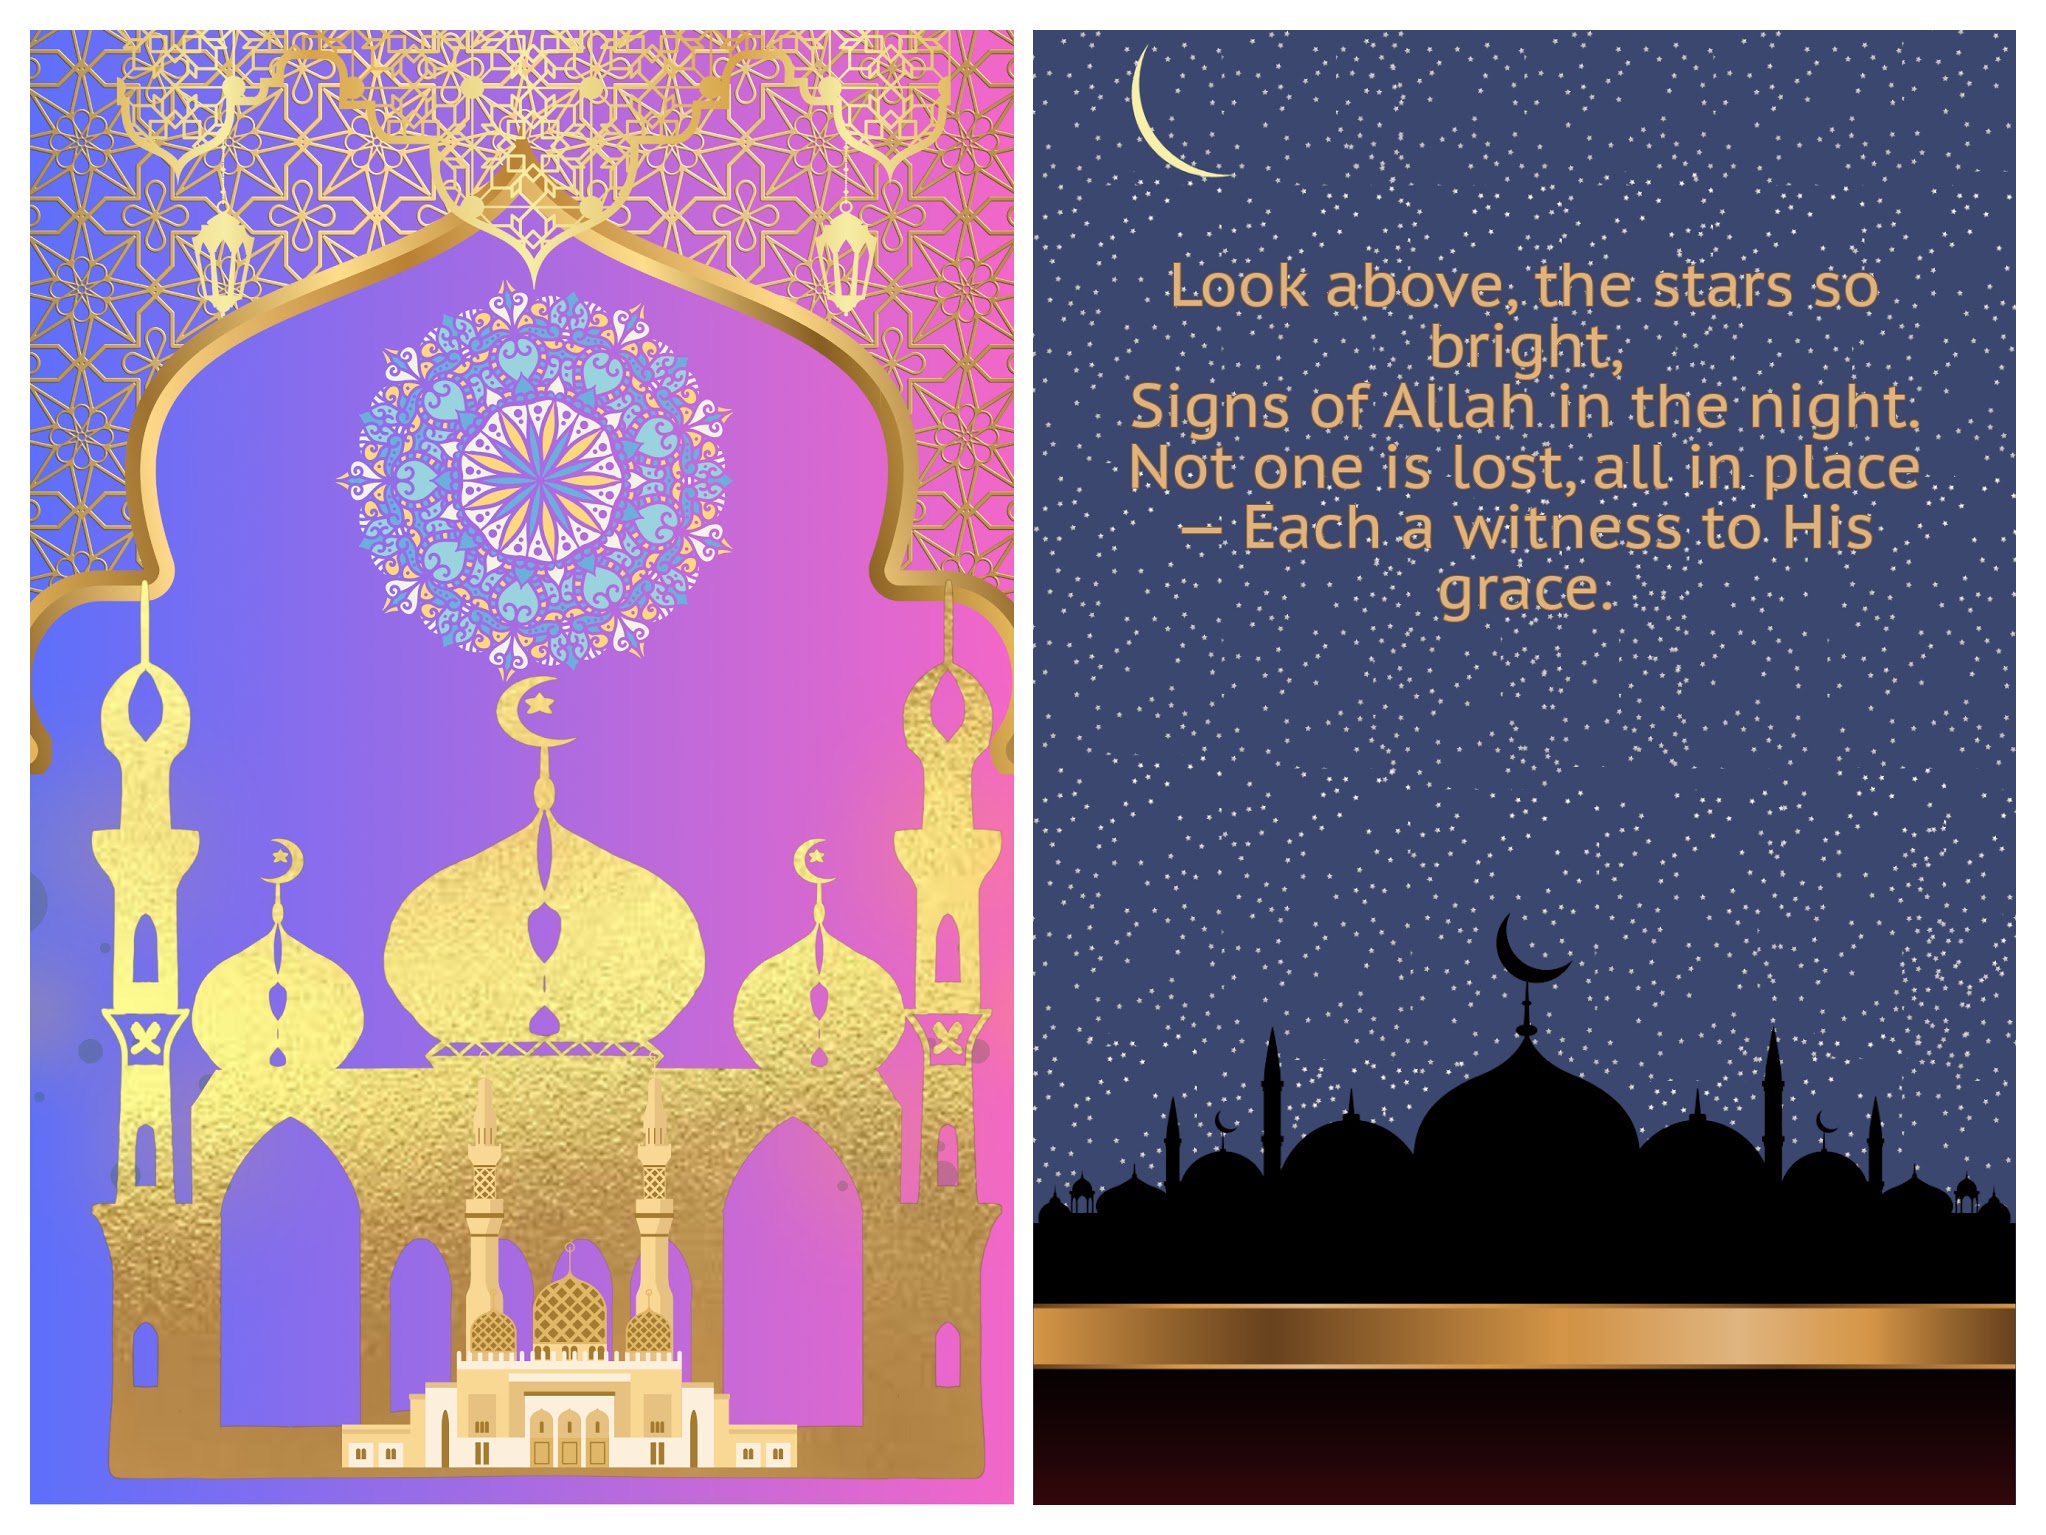 Look above, the stars so
bright,
Signs of Allah in the night.
Not one is lost, all in place
– Each a witness to His
grace.